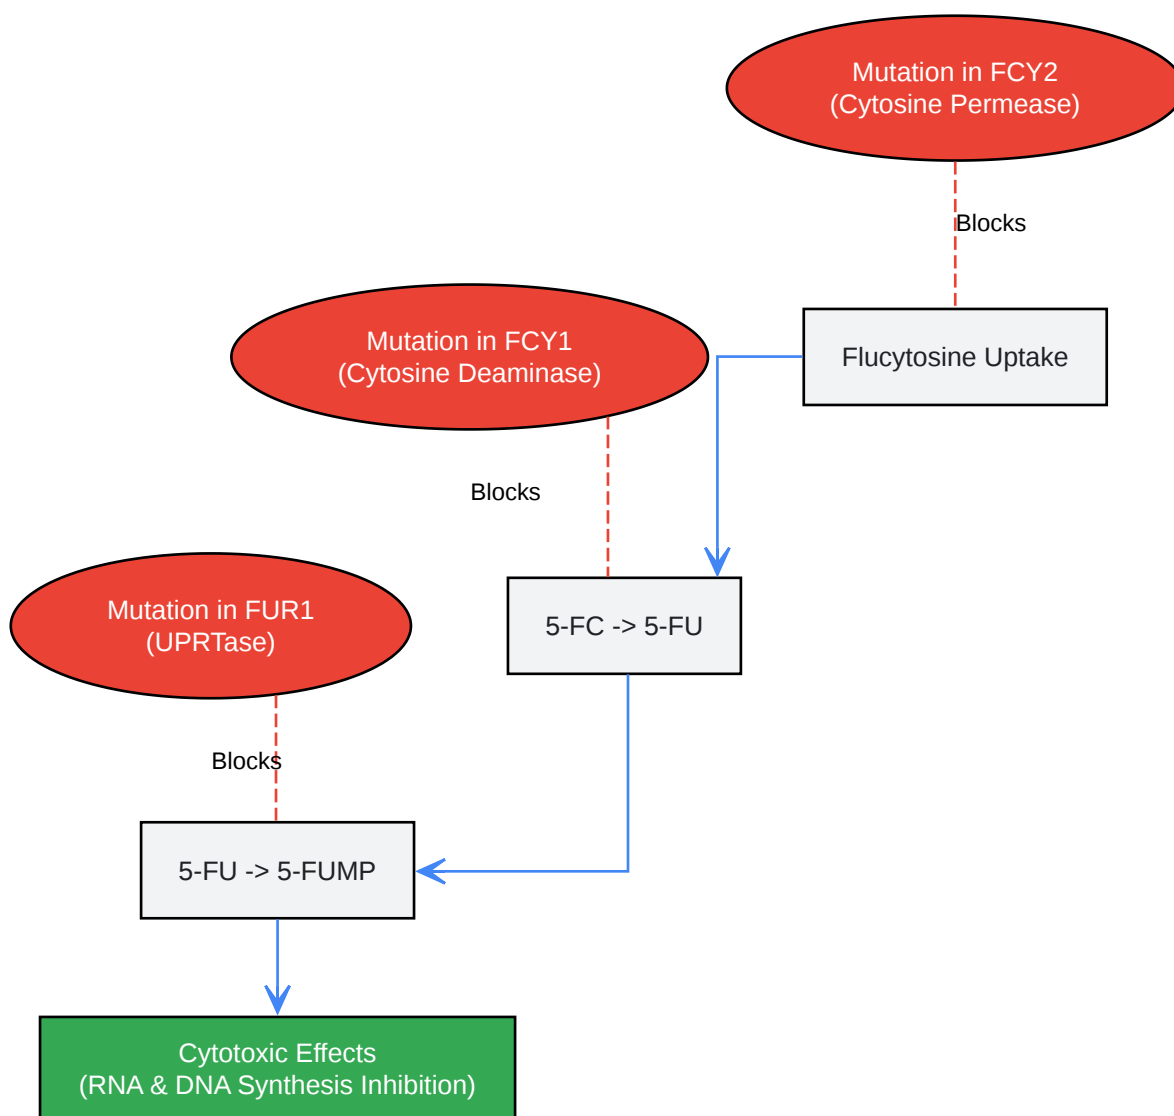 Mutation in FCY2
(Cytosine Permease)
Blocks
Flucytosine Uptake
Mutation in FCY1
(Cytosine Deaminase)
Blocks
5-FC -> 5-FU
Mutation in FUR1
(UPRTase)
Blocks
5-FU -> 5-FUMP
Cytotoxic Effects
(RNA & DNA Synthesis Inhibition)